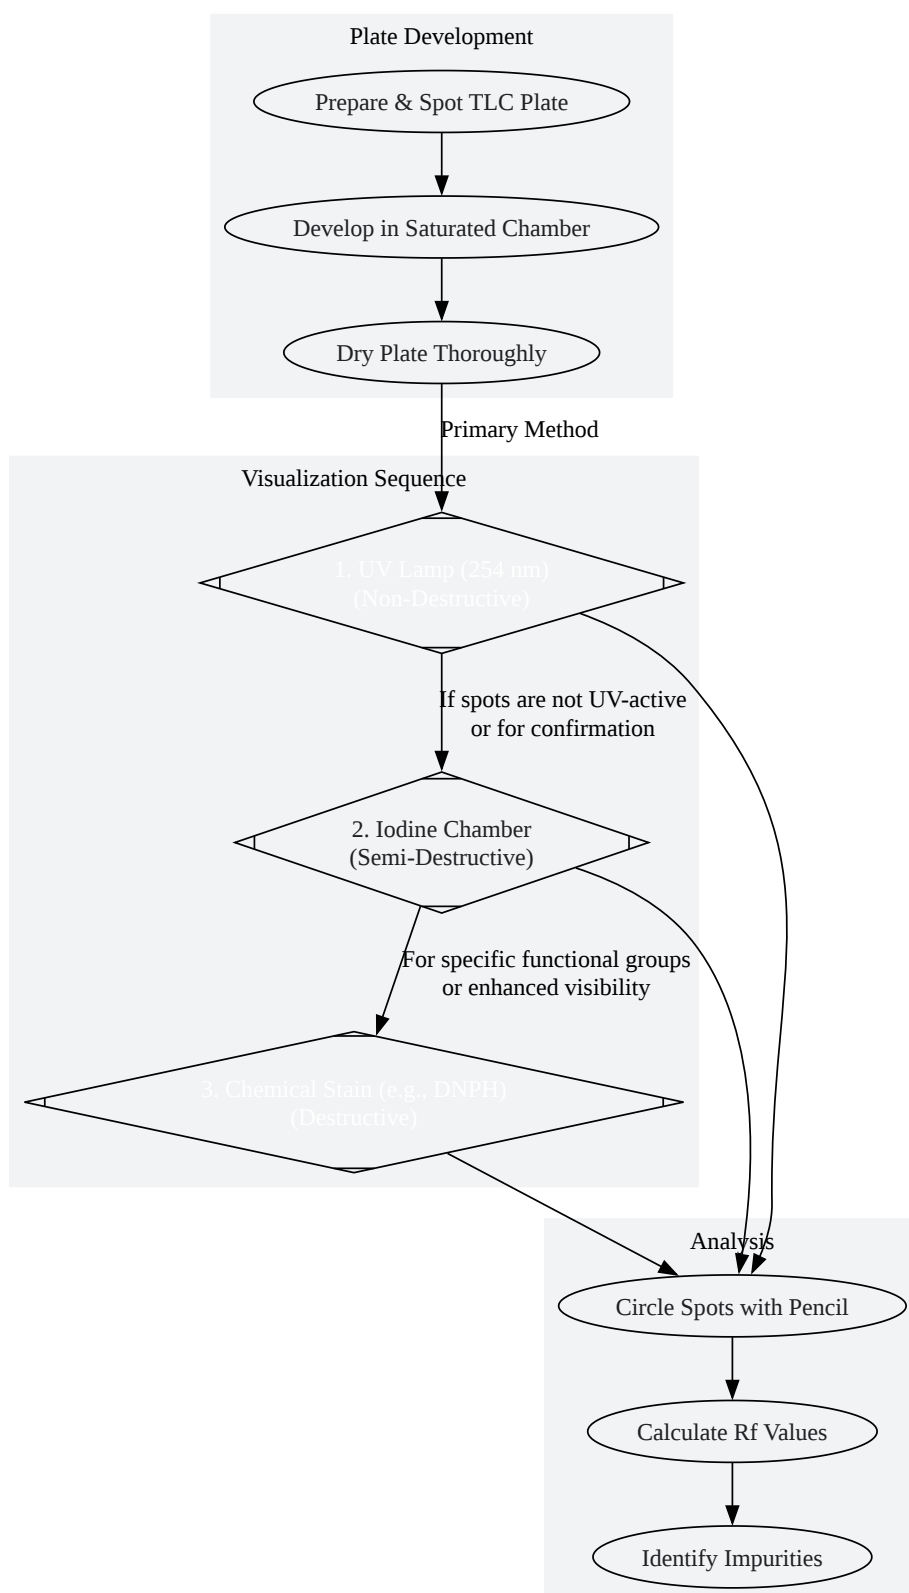 Plate Development
Prepare & Spot TLC Plate
Develop in Saturated Chamber
Dry Plate Thoroughly
Primary Method
Visualization Sequence
1. UV Lamp (254 nm)
(Non-Destructive)
If spots are not UV-active
or for confirmation
2. Iodine Chamber
(Semi-Destructive)
For specific functional groups
or enhanced visibility
3. Chemical Stain (e.g., DNPH)
(Destructive)
Analysis
Circle Spots with Pencil
Calculate Rf Values
Identify Impurities